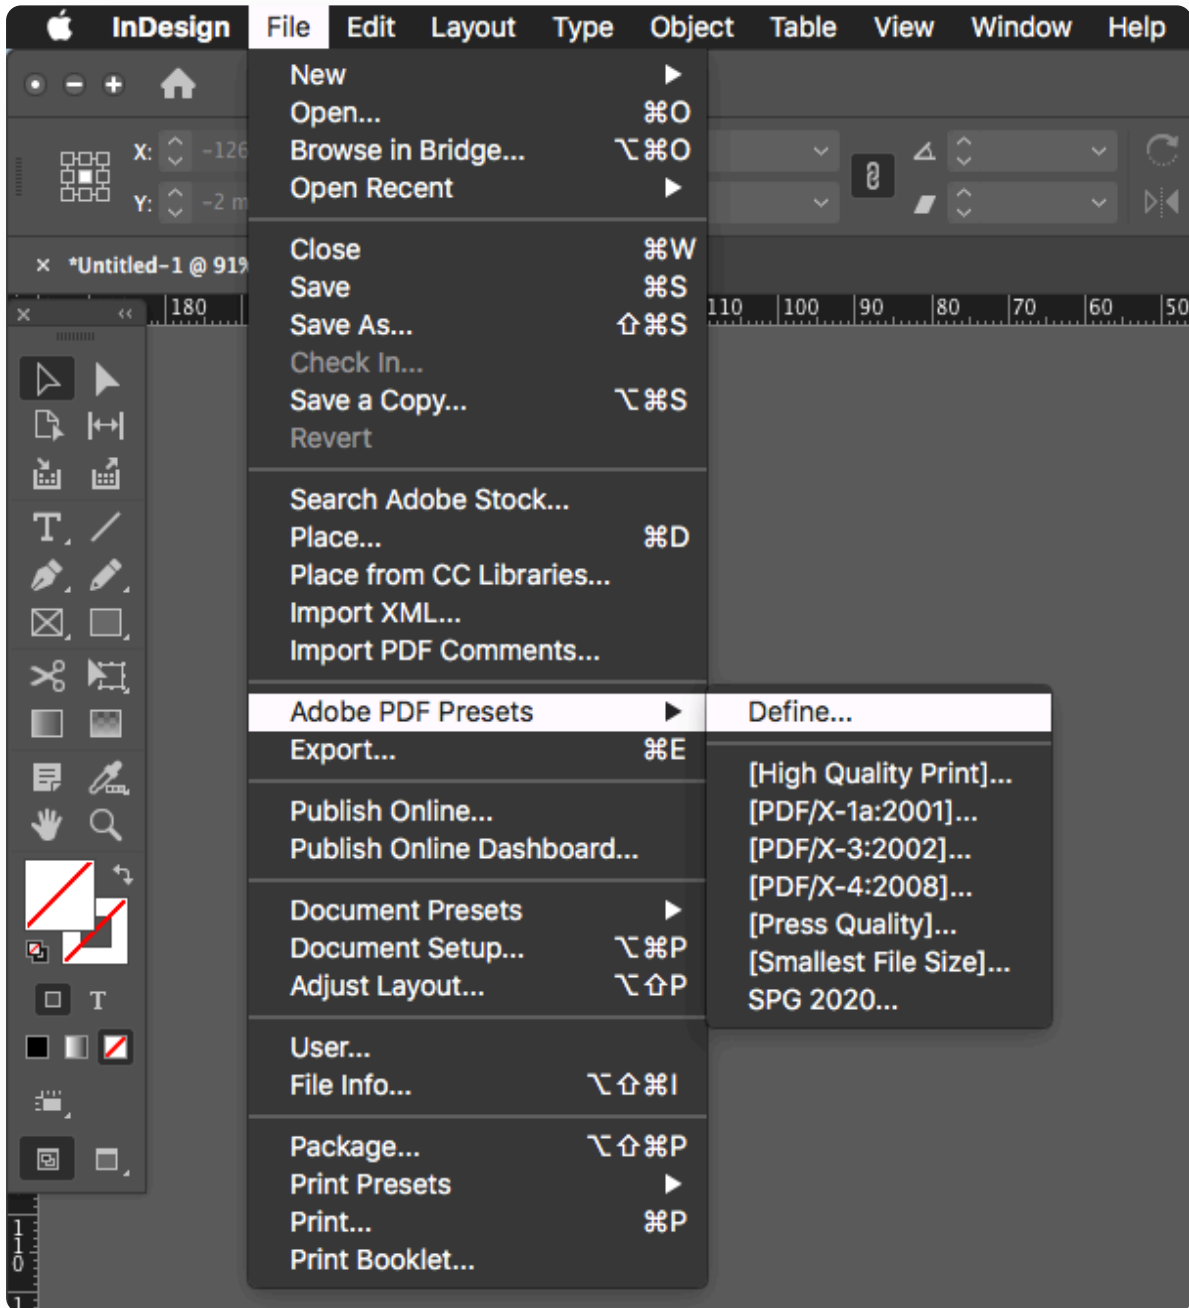 InDesign File Edit Layout Type Object Table View Window Help
New
Open... ⌘O
X: -126 Browse in Bridge... ⌥⌘O
Y: -2 m Open Recent
Close ⌘W
*Untitled-1 @ 91% Save ⌘S
180 110 100 90 80 70 60 50
Save As... ⇧⌘S
Check In...
Save a Copy... ⌥⌘S
Revert
Search Adobe Stock...
Place... ⌘D
Place from CC Libraries...
Import XML...
Import PDF Comments...
Adobe PDF Presets Define...
Export... ⌘E
[High Quality Print]...
Publish Online... [PDF/X-1a:2001]...
Publish Online Dashboard... [PDF/X-3:2002]...
[PDF/X-4:2008]...
Document Presets [Press Quality]...
Document Setup... ⌥⌘P [Smallest File Size]...
Adjust Layout... ⌥⇧P SPG 2020...
User...
File Info... ⌥⇧⌘I
Package... ⌥⇧⌘P
Print Presets
Print... ⌘P
110
Print Booklet...